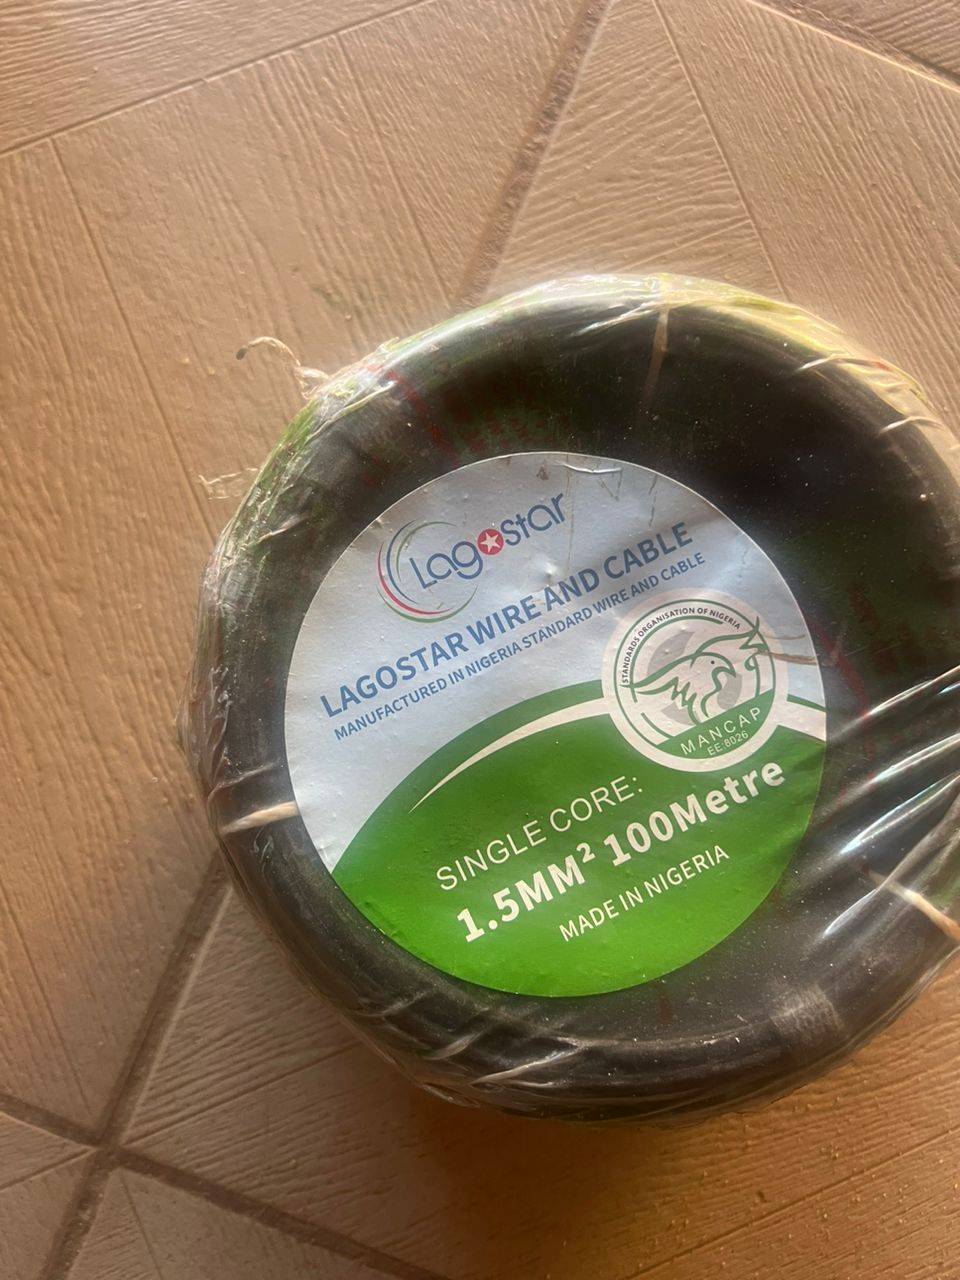 Lagostar
LAGOSTAR WIRE AND CABLE
MANUFACTURED IN NIGERIA STANDARD WIRE AND CABLE
STANDARDS ORGANISATION OF NIGERIA
MANCAP
EE:8026
SINGLE CORE:
1.5MM² 100Metre
MADE IN NIGERIA